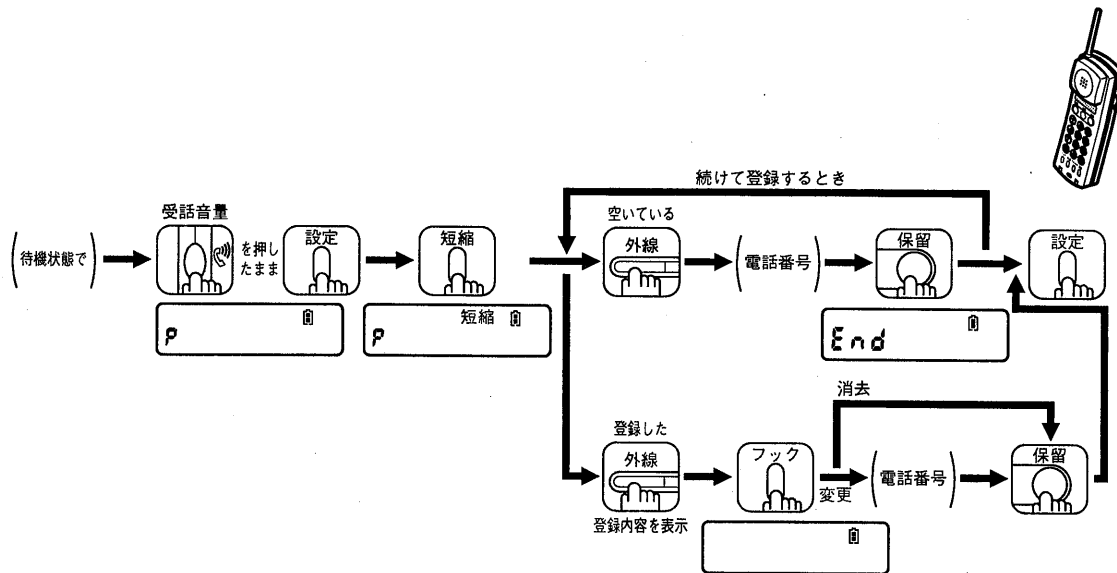 続けて登録するとき
受話音量
空いている
(待機状態で)
を押し
たまま
設定
短縮
外線
(電話番号)
保留
設定
P
短縮
P
End
消去
登録した
外線
フック
変更
(電話番号)
保留
登録内容を表示